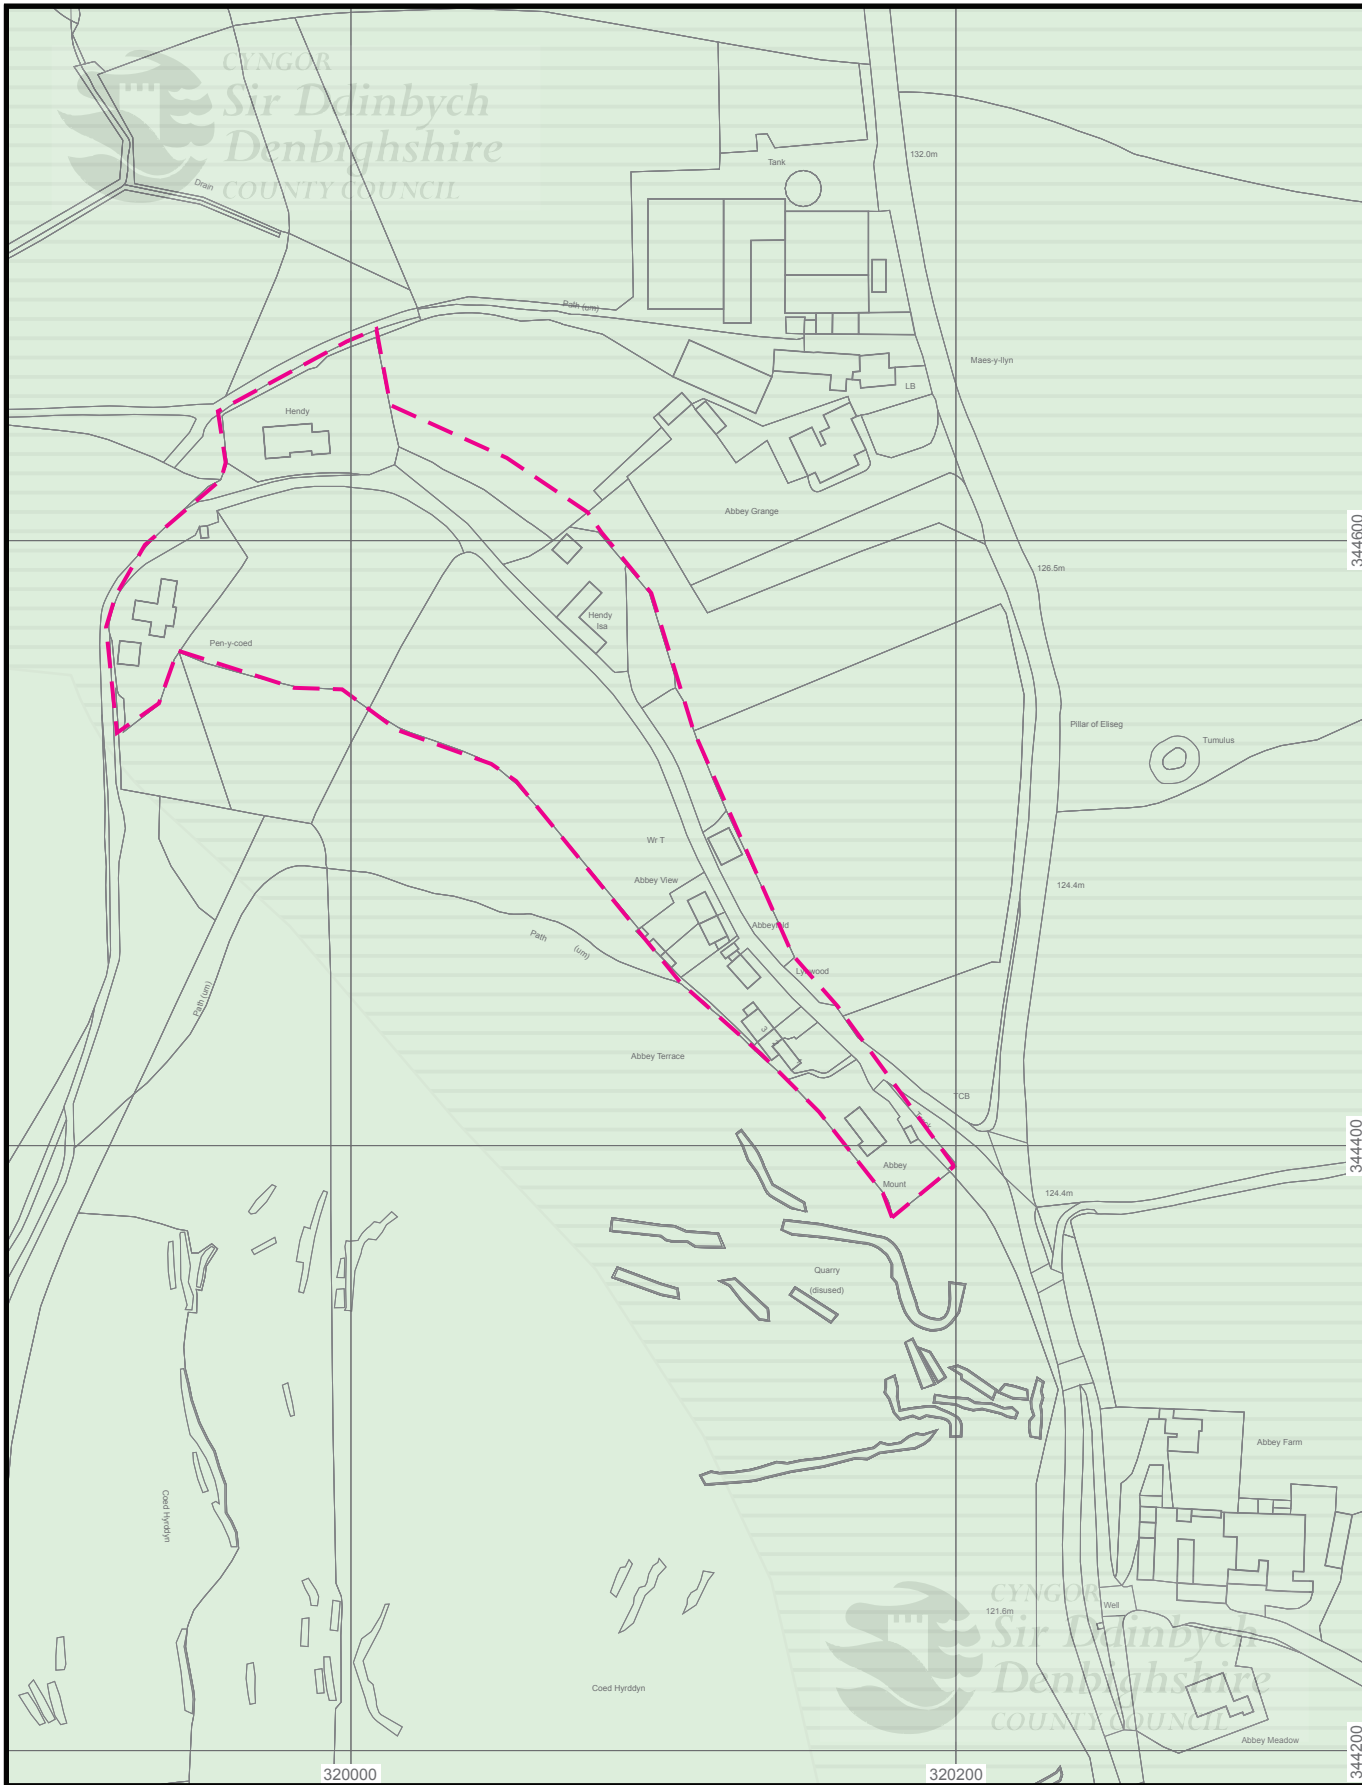 CYNGOR
Sir Ddinbych
Denbighshire
COUNTY COUNCIL
Drain
Tank
132.0m
Path (um)
Maes-y-llyn
LB
Hendy
Abbey Grange
344600
126.5m
Hendy
Isa
Pen-y-coed
Pillar of Eliseg
Tumulus
Wr T
Abbey View
124.4m
Abbeyfield
Path
(um)
Lynwood
Path (um)
3
Abbey Terrace
TCB
344400
Abbey
Mount
124.4m
Quarry
(disused)
Abbey Farm
Coed Hyrddyn
CYNGOR
Sir Ddinbych
Denbighshire
COUNTY COUNCIL
121.6m
Well
Coed Hyrddyn
Abbey Meadow
344200
320000
320200